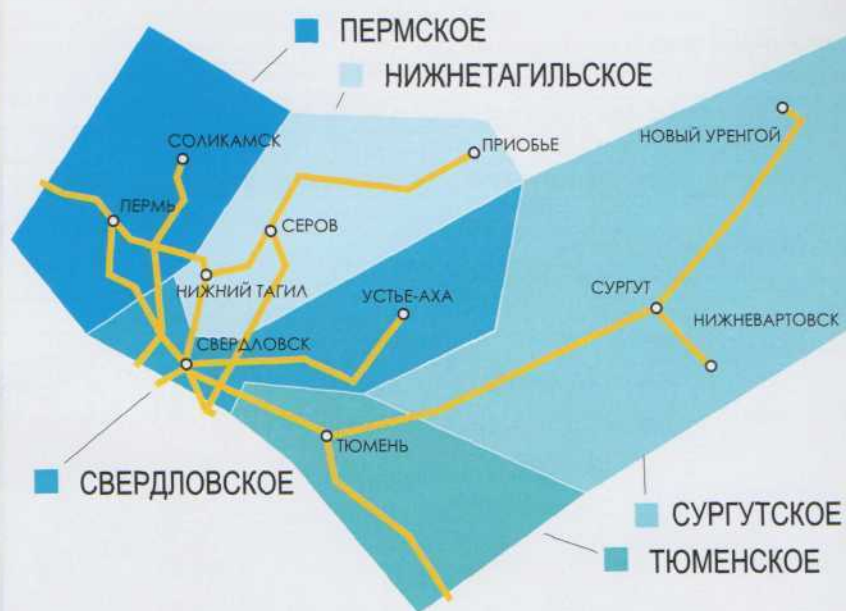 ПЕРМСКОЕ
НИЖНЕТАГИЛЬСКОЕ
НОВЫЙ УРЕНГОЙ
СОЛИКАМСК
ПРИОБЬЕ
ПЕРМЬ
СЕРОВ
НИЖНИЙ ТАГИЛ
УСТЬЕ-АХА
СУРГУТ
НИЖНЕВАРТОВСК
СВЕРДЛОВСК
ТЮМЕНЬ
СВЕРДЛОВСКОЕ
СУРГУТСКОЕ
ТЮМЕНСКОЕ